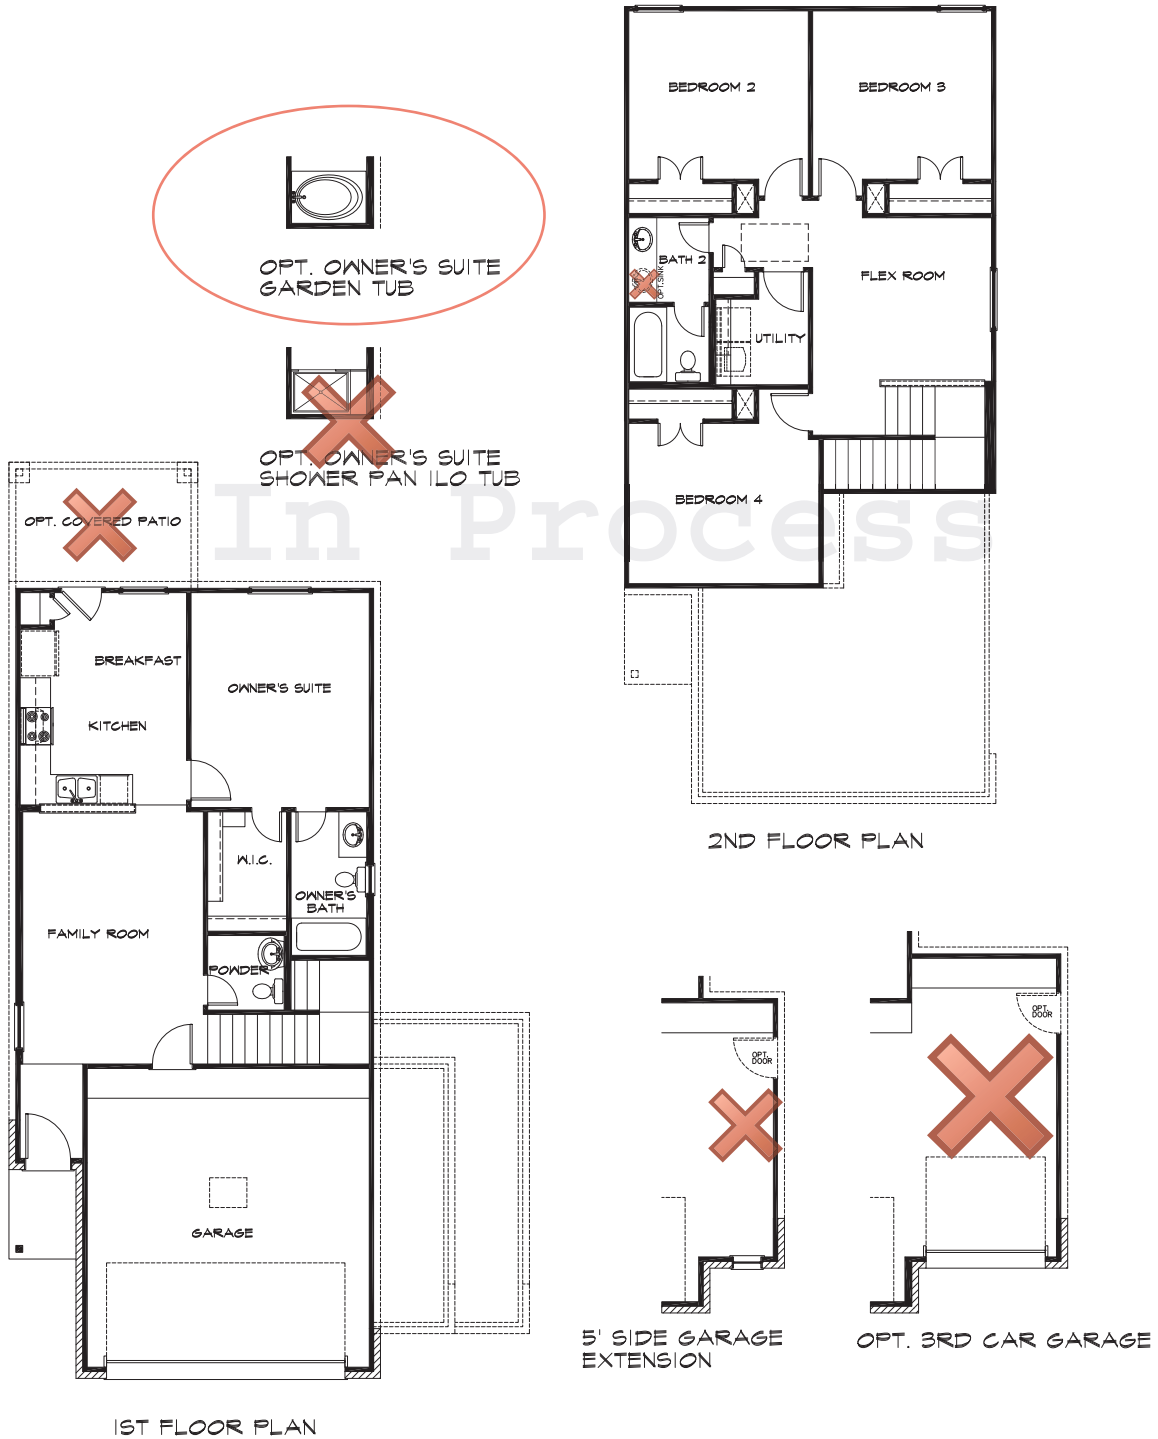 BEDROOM 2
BEDROOM 3
OPT. OWNER'S SUITE
GARDEN TUB
BATH 2
OPT.SINK
FLEX ROOM
UTILITY
OPT. OWNER'S SUITE
SHOWER PAN ILO TUB
BEDROOM 4
In Process
OPT. COVERED PATIO
BREAKFAST
OWNER'S SUITE
KITCHEN
2ND FLOOR PLAN
W.I.C.
OWNER'S
BATH
FAMILY ROOM
POWDER
OPT.
DOOR
OPT.
DOOR
GARAGE
5' SIDE GARAGE
EXTENSION
OPT. 3RD CAR GARAGE
1ST FLOOR PLAN